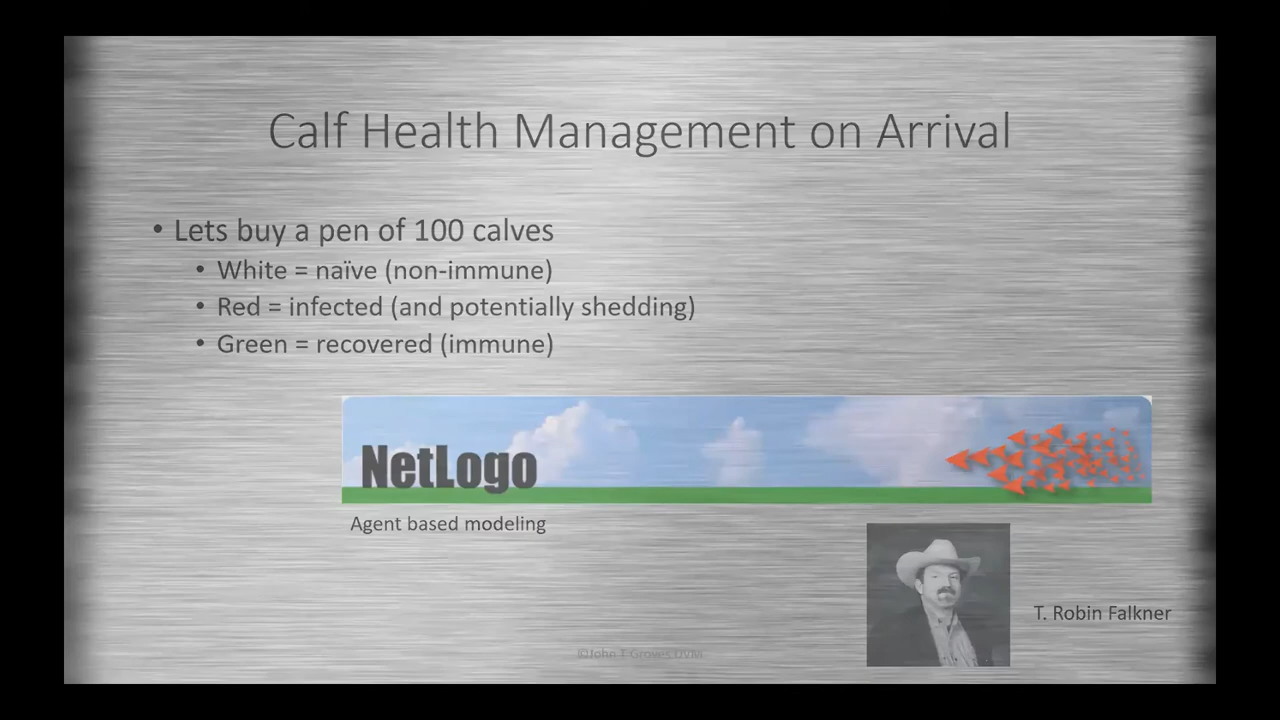 Calf Health Management on Arrival
• Lets buy a pen of 100 calves
• White = naïve (non-immune)
• Red = infected (and potentially shedding)
• Green = recovered (immune)
NetLogo
Agent based modeling
T. Robin Falkner
©John T Groves DVM